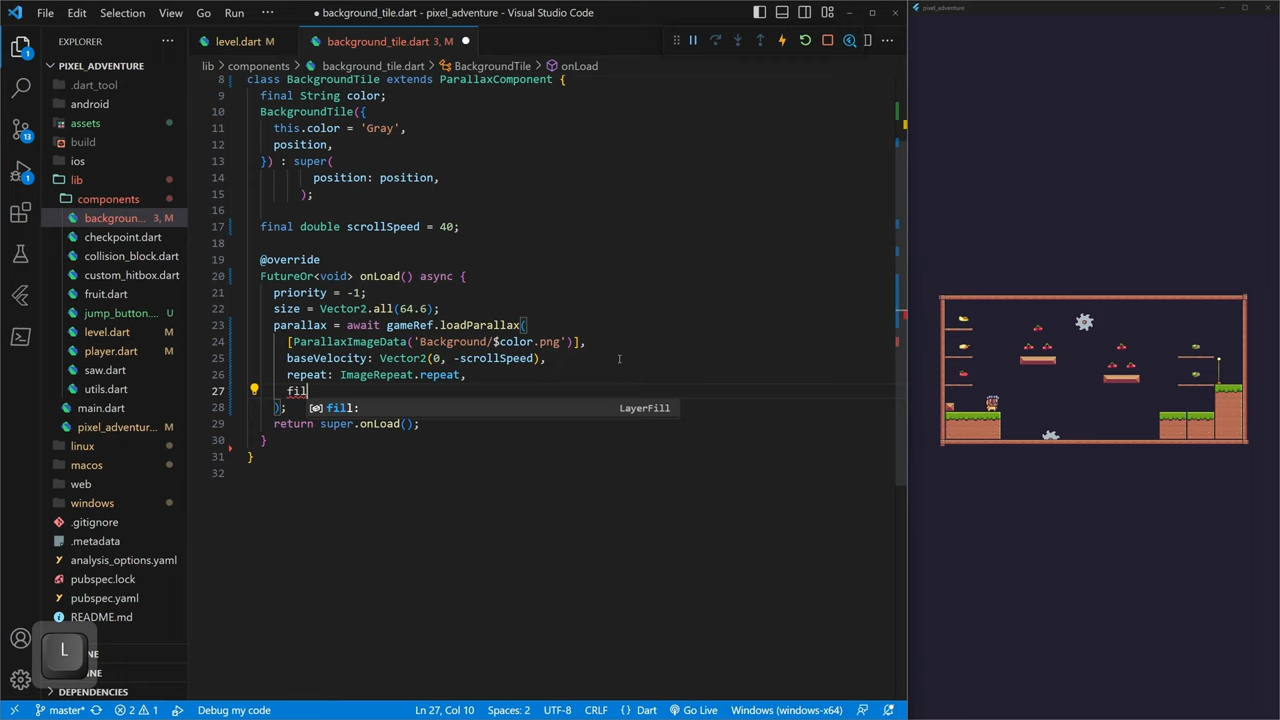 File Edit Selection View Go Run ··· ● background_tile.dart - pixel_adventure - Visual Studio Code
pixel_adventure
EXPLORER
level.dart M
background_tile.dart 3, M
PIXEL_ADVENTURE
lib > components > background_tile.dart > BackgroundTile > onLoad
.dart_tool
android
assets
build
ios
lib
components
backgroun... 3, M
checkpoint.dart
collision_block.dart
custom_hitbox.dart
fruit.dart
jump_button.... U
level.dart M
player.dart M
saw.dart
utils.dart
main.dart
pixel_adventur... M
linux
macos
web
windows
.gitignore
.metadata
analysis_options.yaml
pubspec.lock
pubspec.yaml
README.md
DEPENDENCIES
8 class BackgroundTile extends ParallaxComponent {
9 final String color;
10 BackgroundTile({
11 this.color = 'Gray',
12 position,
13 }) : super(
14 position: position,
15 );
16
17 final double scrollSpeed = 40;
18
19 @override
20 FutureOr<void> onLoad() async {
21 priority = -1;
22 size = Vector2.all(64.6);
23 parallax = await gameRef.loadParallax(
24 [ParallaxImageData('Background/$color.png')],
25 baseVelocity: Vector2(0, -scrollSpeed),
26 repeat: ImageRepeat.repeat,
27 fil
28 );
fill: LayerFill
29 return super.onLoad();
30 }
31 }
32
L
1
13
1
master* 2 1 Debug my code Ln 27, Col 10 Spaces: 2 UTF-8 CRLF {} Dart Go Live Windows (windows-x64)